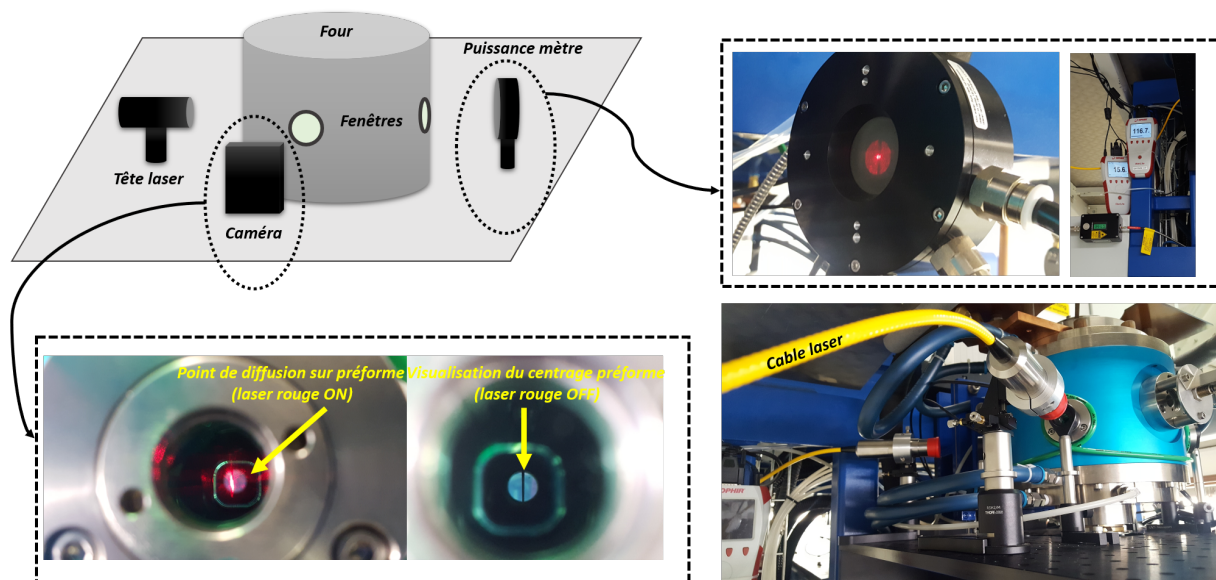 Four
Puissance mètre
Fenêtres
Tête laser
Caméra
116.7.
15.6.
Cable laser
Point de diffusion sur préforme
(laser rouge ON)
Visualisation du centrage préforme
(laser rouge OFF)
OPHIR